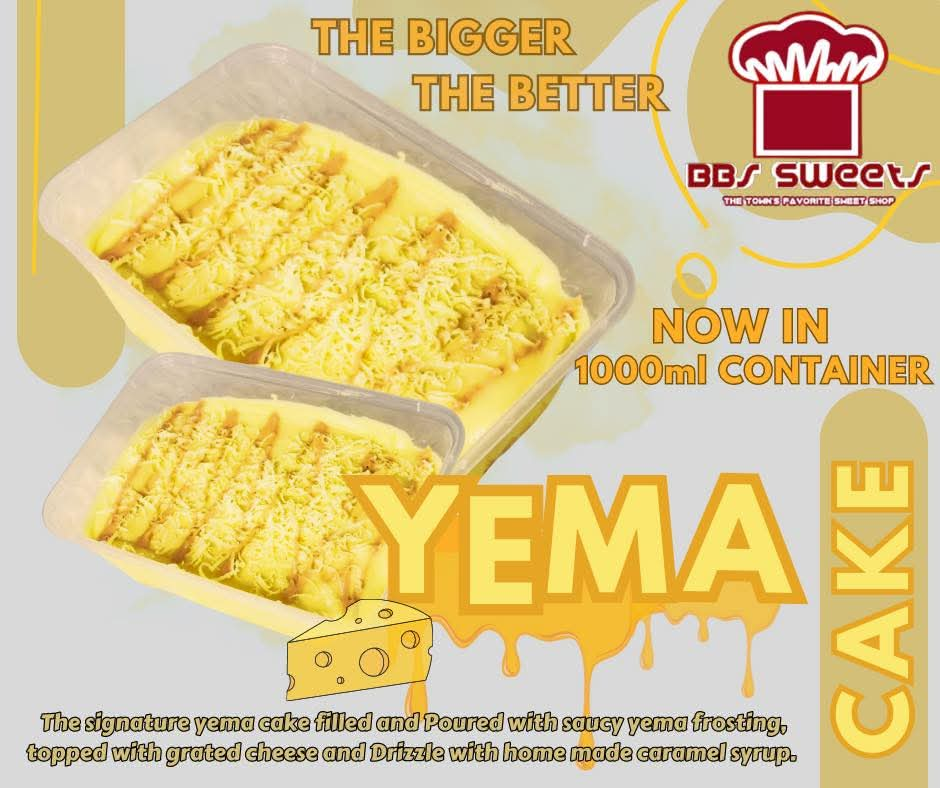 THE BIGGER
THE BETTER
BBS SWeetS
THE TOWN'S FAVORITE SWEET SHOP
NOW IN
1000ml CONTAINER
YEMA
CAKE
The signature yema cake filled and Poured with saucy yema frosting,
topped with grated cheese and Drizzle with home made caramel syrup.